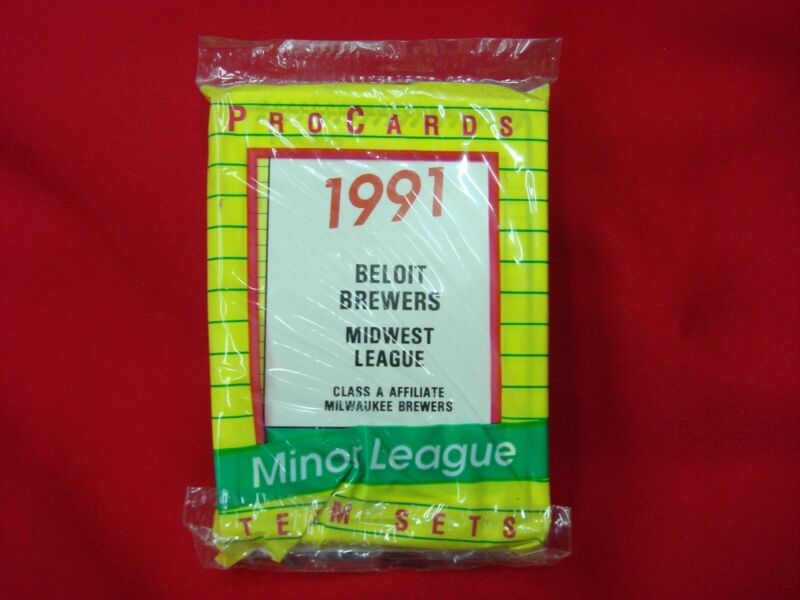 PROCARDS
1991
BELOIT
BREWERS
MIDWEST
LEAGUE
CLASS A AFFILIATE
MILWAUKEE BREWERS
Minor League
TEAM SETS